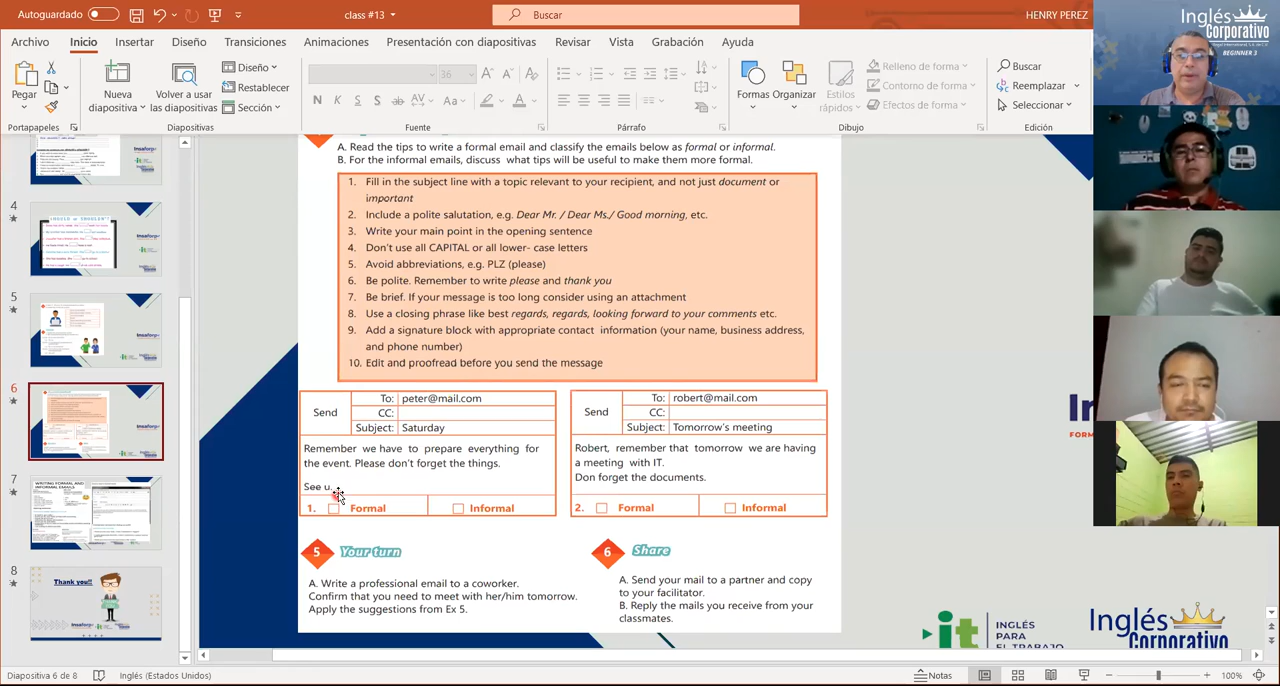 Autoguardado
class #13
Buscar
HENRY PEREZ
Archivo Inicio Insertar Diseño Transiciones Animaciones Presentación con diapositivas Revisar Vista Grabación Ayuda
Pegar
Nueva diapositiva
Volver a usar las diapositivas
Diseño
Restablecer
Sección
36
N K S S ab AV Aa A
Formas Organizar Estilos rápidos
Relleno de forma
Contorno de forma
Efectos de forma
Buscar
Reemplazar
Seleccionar
Portapapeles Diapositivas Fuente Párrafo Dibujo Edición
Inglés
Corporativo
BEGINNER 3
4
5
6
7
8
Thank you!!
A. Read the tips to write a formal email and classify the emails below as formal or informal.
B. For the informal emails, discuss what tips will be useful to make them more formal.
1. Fill in the subject line with a topic relevant to your recipient, and not just document or
important
2. Include a polite salutation, e.g. Dear Mr. / Dear Ms./ Good morning, etc.
3. Write your main point in the opening sentence
4. Don't use all CAPITAL or all lower- case letters
5. Avoid abbreviations, e.g. PLZ (please)
6. Be polite. Remember to write please and thank you
7. Be brief. If your message is too long consider using an attachment
8. Use a closing phrase like best regards, regards, looking forward to your comments etc.
9. Add a signature block with appropriate contact information (your name, business address,
and phone number)
10. Edit and proofread before you send the message
Send
To: peter@mail.com
CC:
Subject: Saturday
Remember we have to prepare everything for
the event. Please don't forget the things.
See u.
1. Formal Informal
Send
To: robert@mail.com
CC:
Subject: Tomorrow's meeting
Robert, remember that tomorrow we are having
a meeting with IT.
Don forget the documents.
2. Formal Informal
5 Your turn
A. Write a professional email to a coworker.
Confirm that you need to meet with her/him tomorrow.
Apply the suggestions from Ex 5.
6 Share
A. Send your mail to a partner and copy
to your facilitator.
B. Reply the mails you receive from your
classmates.
it INGLÉS
PARA
EL TRABAJO
Inglés
Corporativo
Diapositiva 6 de 8 Inglés (Estados Unidos) Notas 100%